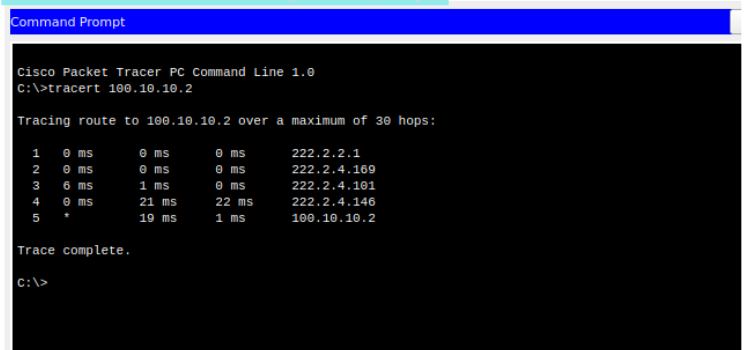 Command Prompt
Cisco Packet Tracer PC Command Line 1.0
C:\>tracert 100.10.10.2
Tracing route to 100.10.10.2 over a maximum of 30 hops:
1 0 ms 0 ms 0 ms 222.2.2.1
2 0 ms 0 ms 0 ms 222.2.4.169
3 6 ms 1 ms 0 ms 222.2.4.101
4 0 ms 21 ms 22 ms 222.2.4.146
5 * 19 ms 1 ms 100.10.10.2
Trace complete.
C:\>